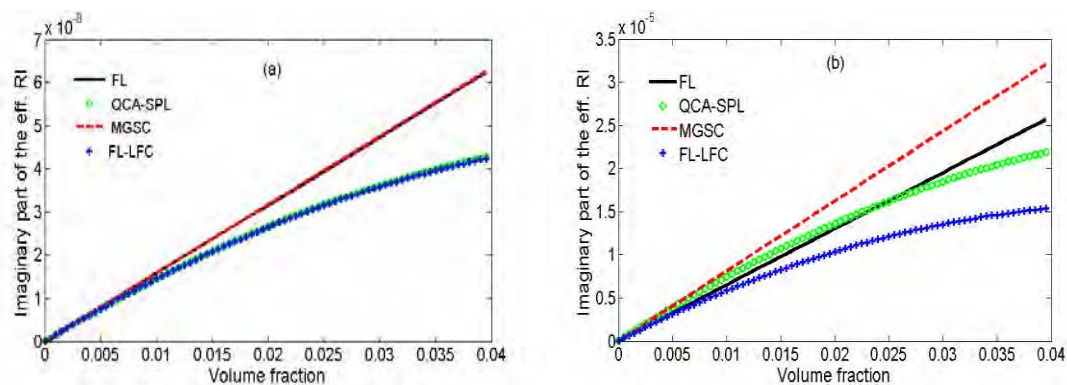 x 10⁻⁸
7
6
5
4
3
2
1
0
Imaginary part of the eff. RI
(a)
FL
QCA-SPL
MGSC
FL-LFC
0 0.005 0.01 0.015 0.02 0.025 0.03 0.035 0.04
Volume fraction
x 10⁻⁵
3.5
3
2.5
2
1.5
1
0.5
0
Imaginary part of the eff. RI
(b)
FL
QCA-SPL
MGSC
FL-LFC
0 0.005 0.01 0.015 0.02 0.025 0.03 0.035 0.04
Volume fraction